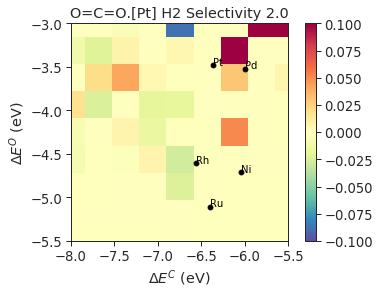 O=C=O.[Pt] H2 Selectivity 2.0
−3.0
−3.5
−4.0
−4.5
−5.0
−5.5
ΔE^O (eV)
Pt
Pd
Rh
Ni
Ru
−8.0 −7.5 −7.0 −6.5 −6.0 −5.5
ΔE^C (eV)
0.100
0.075
0.050
0.025
0.000
−0.025
−0.050
−0.075
−0.100